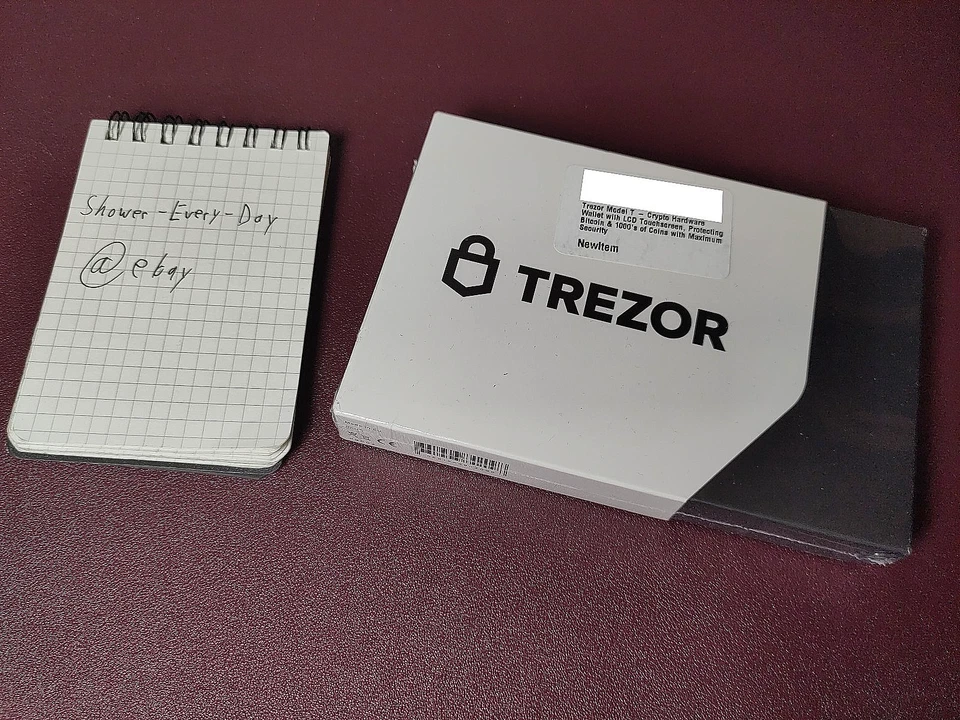 Shower-Every-Day
@ebay
Trezor Model T – Crypto Hardware
Wallet with LCD Touchscreen, Protecting
Bitcoin & 1000's of Coins with Maximum
Security
NewItem
TREZOR
CE